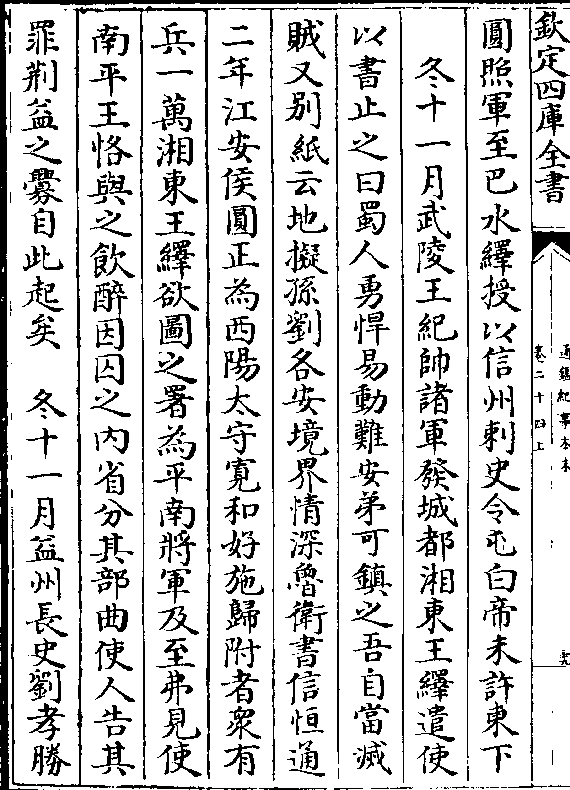 欽定四庫全書
通鑑紀事本末
卷二十四上
圓照軍至巴水繹授以信州刺史令屯白帝未許東下
冬十一月武陵王紀帥諸軍發城都湘東王繹遣使
以書止之曰蜀人勇悍易動難安弟可鎮之吾自當滅
賊又别紙云地擬孫劉各安境界情深魯衛書信恒通
二年江安侯圓正為西陽太守寛和好施歸附者衆有
兵一萬湘東王繹欲圖之署為平南將軍及至弗見使
南平王恪與之飲醉因囚之内省分其部曲使人告其
罪荆益之釁自此起矣 冬十一月益州長史劉孝勝